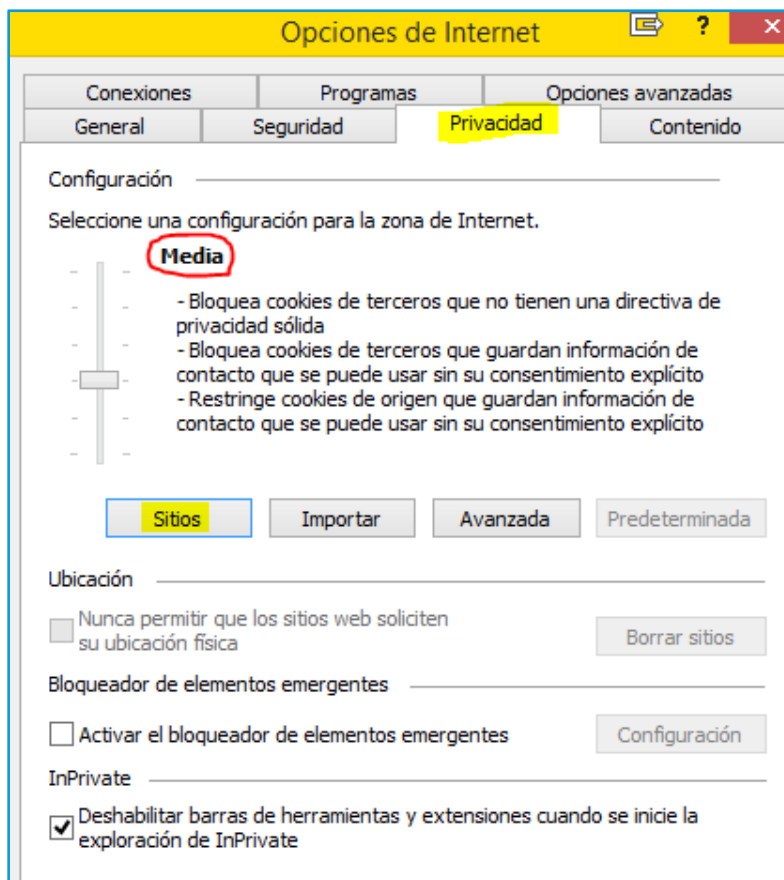 Opciones de Internet
?
X
Conexiones
Programas
Opciones avanzadas
General
Seguridad
Privacidad
Contenido
Configuración
Seleccione una configuración para la zona de Internet.
Media
- Bloquea cookies de terceros que no tienen una directiva de
privacidad sólida
- Bloquea cookies de terceros que guardan información de
contacto que se puede usar sin su consentimiento explícito
- Restringe cookies de origen que guardan información de
contacto que se puede usar sin su consentimiento explícito
Sitios
Importar
Avanzada
Predeterminada
Ubicación
Nunca permitir que los sitios web soliciten
su ubicación física
Borrar sitios
Bloqueador de elementos emergentes
Activar el bloqueador de elementos emergentes
Configuración
InPrivate
Deshabilitar barras de herramientas y extensiones cuando se inicie la
exploración de InPrivate